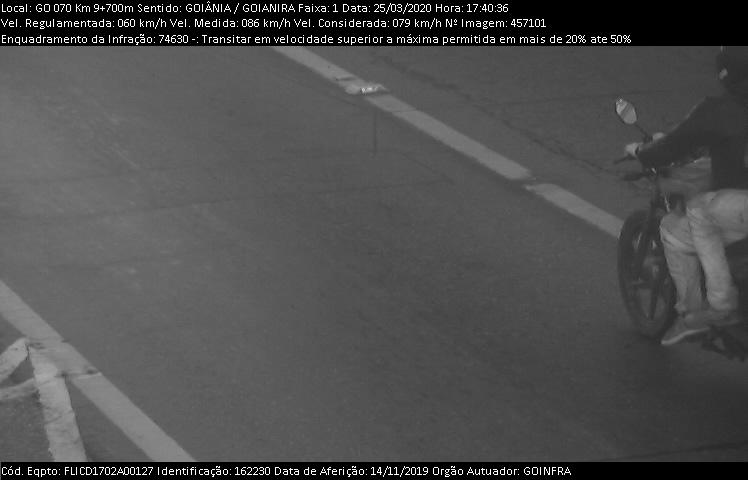 Local: GO 070 Km 9+700m Sentido: GOIÂNIA / GOIANIRA Faixa: 1 Data: 25/03/2020 Hora: 17:40:36
Vel. Regulamentada: 060 km/h Vel. Medida: 086 km/h Vel. Considerada: 079 km/h Nº Imagem: 457101
Enquadramento da Infração: 74630 -: Transitar em velocidade superior a máxima permitida em mais de 20% ate 50%
Cód. Eqpto: FLICD1702A00127 Identificação: 162230 Data de Aferição: 14/11/2019 Orgão Autuador: GOINFRA